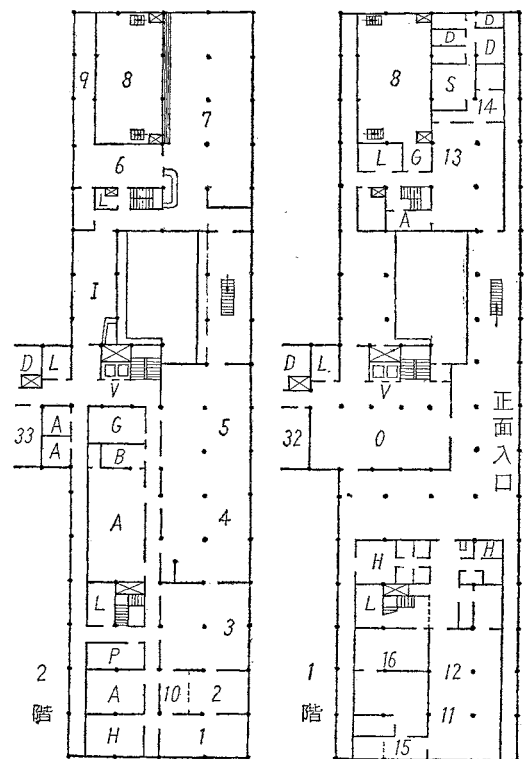 9 8 7
6
L
I
D L
V
33 A G
A B
5
A
4
L
3
P
A 10 2
H 1
2階
8 D
D D
S
14
L G 13
A
D L
V
32 O
正面入口
H H
L
16 12
11
15
1階